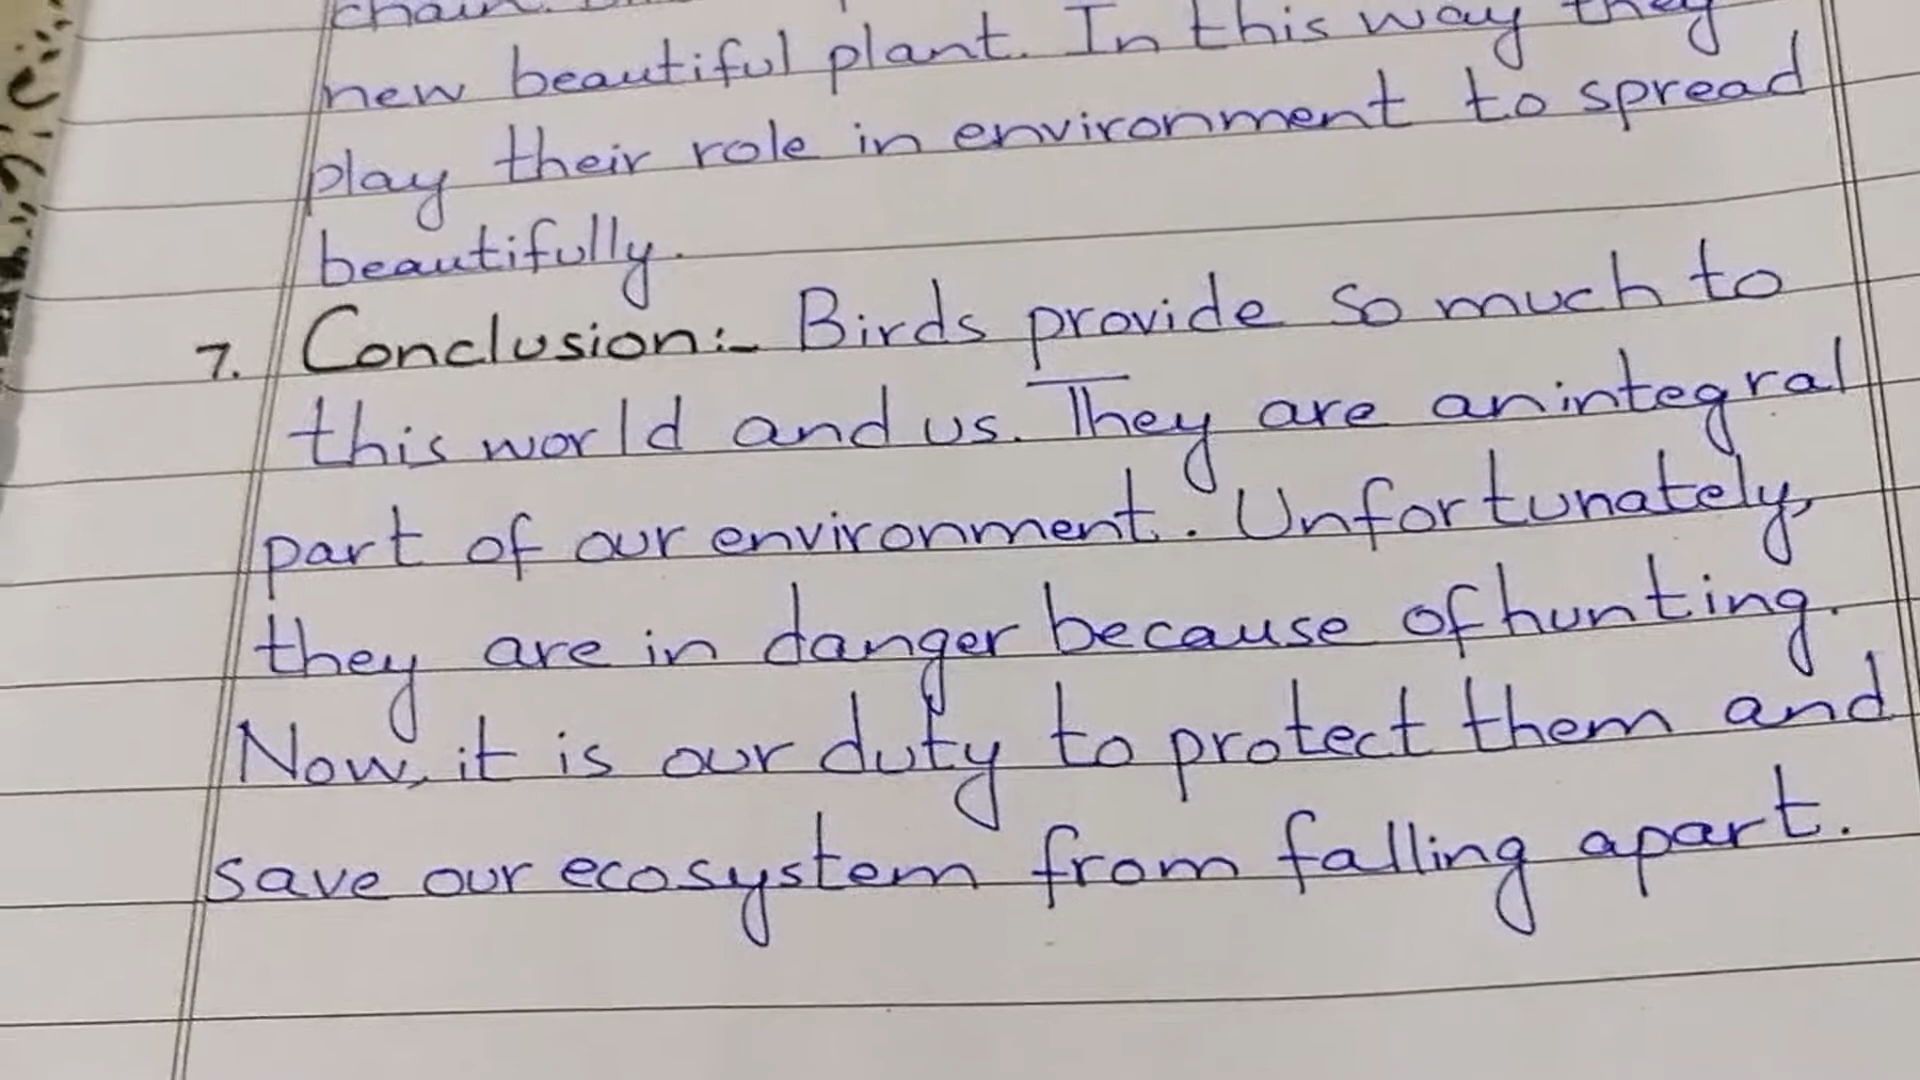 chain.
new beautiful plant. In this way they
play their role in environment to spread
beautifully.
7. Conclusion:- Birds provide so much to
this world and us. They are an integral
part of our environment. Unfortunately,
they are in danger because of hunting.
Now, it is our duty to protect them and
save our ecosystem from falling apart.